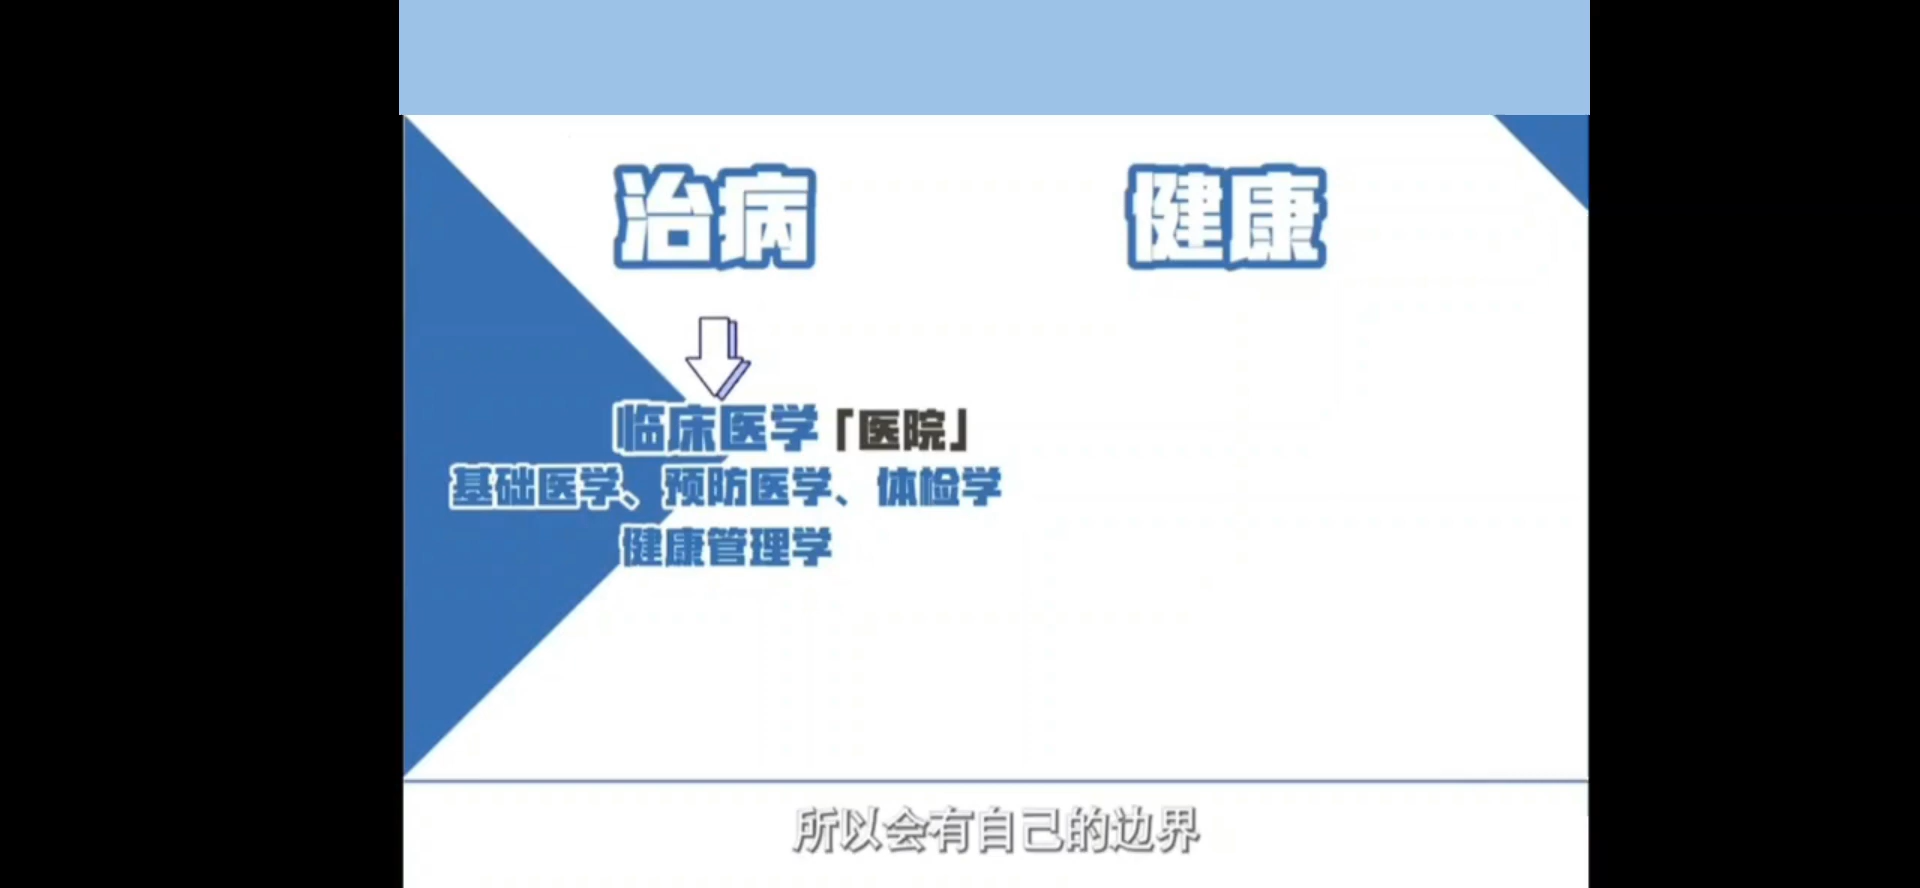 治病 健康
临床医学「医院」
基础医学、预防医学、体检学
健康管理学
所以会有自己的边界